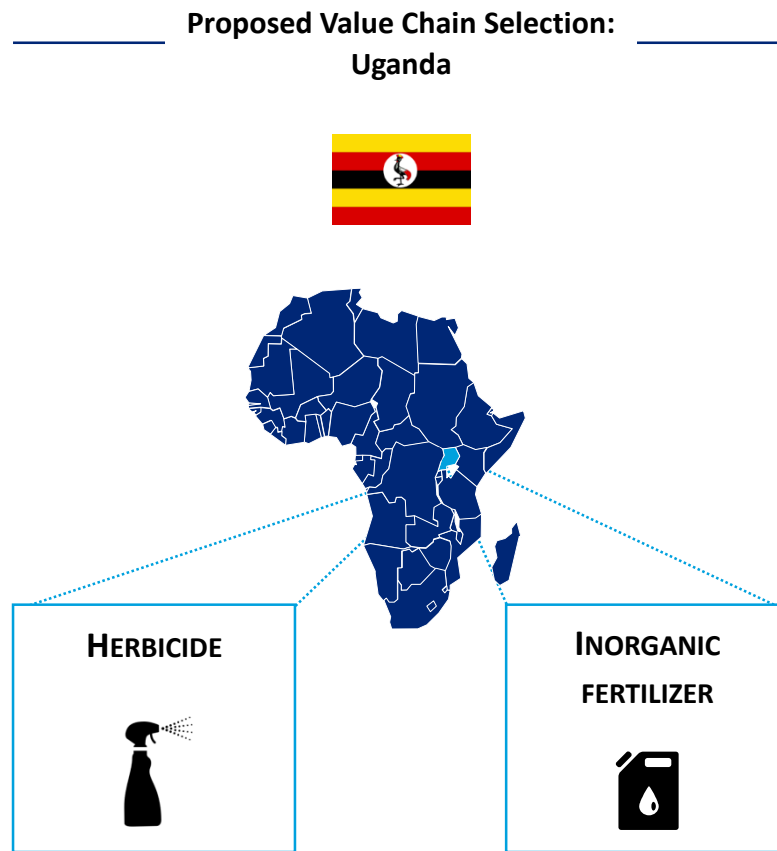 Proposed Value Chain Selection:
Uganda
HERBICIDE
INORGANIC
FERTILIZER